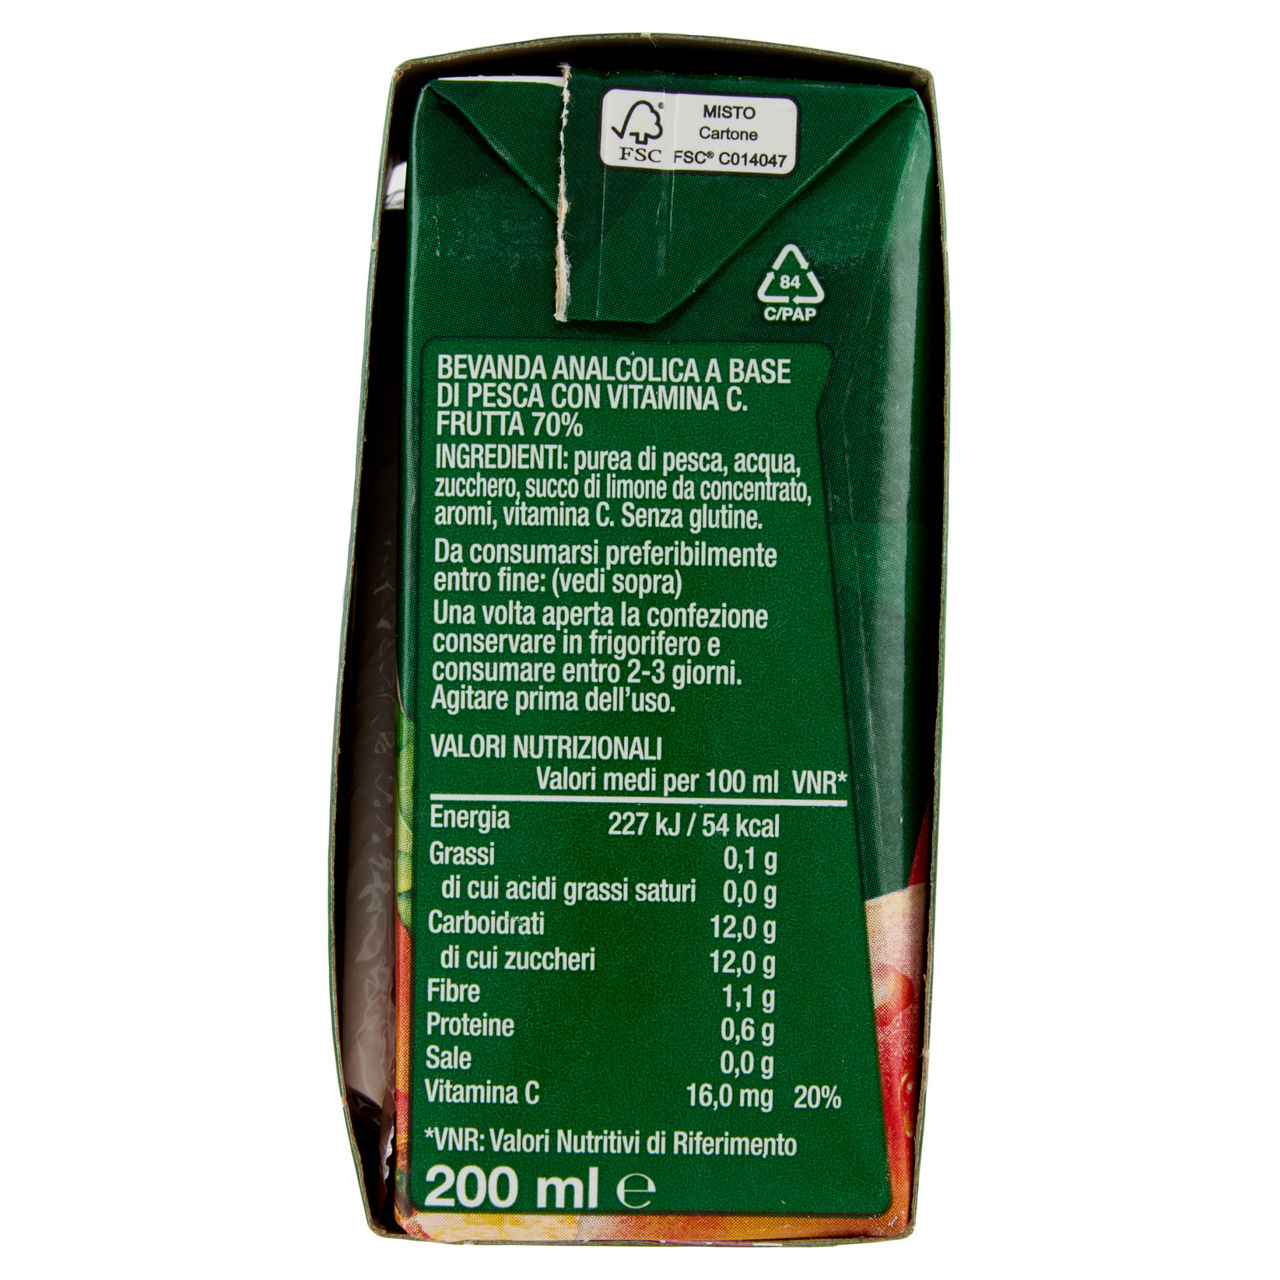 MISTO
Cartone
FSC® C014047
®
FSC
84
C/PAP
BEVANDA ANALCOLICA A BASE
DI PESCA CON VITAMINA C.
FRUTTA 70%
INGREDIENTI: purea di pesca, acqua,
zucchero, succo di limone da concentrato,
aromi, vitamina C. Senza glutine.
Da consumarsi preferibilmente
entro fine: (vedi sopra)
Una volta aperta la confezione
conservare in frigorifero e
consumare entro 2-3 giorni.
Agitare prima dell'uso.
VALORI NUTRIZIONALI
Valori medi per 100 ml VNR*
Energia 227 kJ / 54 kcal
Grassi 0,1 g
di cui acidi grassi saturi 0,0 g
Carboidrati 12,0 g
di cui zuccheri 12,0 g
Fibre 1,1 g
Proteine 0,6 g
Sale 0,0 g
Vitamina C 16,0 mg 20%
*VNR: Valori Nutritivi di Riferimento
200 ml ℮